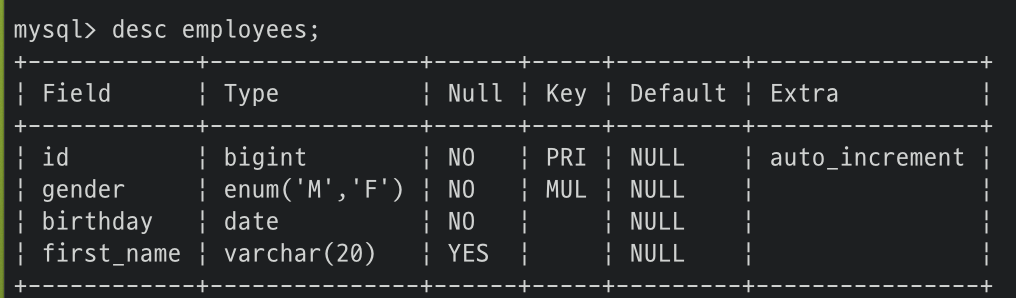 mysql> desc employees;
+------------+---------------+------+-----+---------+----------------+
| Field      | Type          | Null | Key | Default | Extra          |
+------------+---------------+------+-----+---------+----------------+
| id         | bigint        | NO   | PRI | NULL    | auto_increment |
| gender     | enum('M','F') | NO   | MUL | NULL    |                |
| birthday   | date          | NO   |     | NULL    |                |
| first_name | varchar(20)   | YES  |     | NULL    |                |
+------------+---------------+------+-----+---------+----------------+